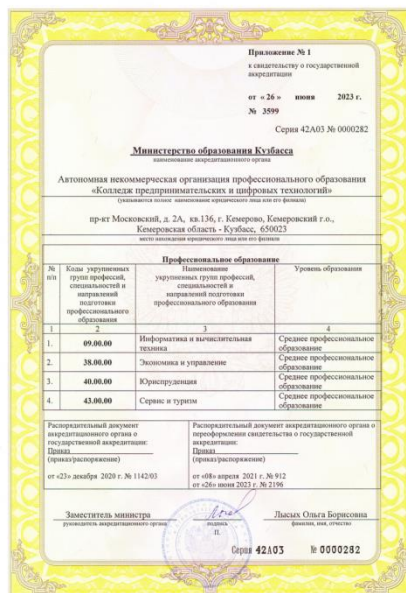 Приложение № 1
к свидетельству о государственной
аккредитации
от « 26 » июня 2023 г.
№ 3599
Серия 42А03 № 0000282
Министерство образования Кузбасса
наименование аккредитационного органа
Автономная некоммерческая организация профессионального образования
«Колледж предпринимательских и цифровых технологий»
(указываются полное наименование юридического лица или его филиала
пр-кт Московский, д. 2А, кв.136, г. Кемерово, Кемеровский г.о.,
Кемеровская область - Кузбасс, 650023
место нахождения юридического лица или его филиала
Профессиональное образование
№ п/п Коды укрупненных групп профессий, специальностей и направлений подготовки профессионального образования Наименование укрупненных групп профессий, специальностей и направлений подготовки профессионального образования Уровень образования
1 2 3 4
1. 09.00.00 Информатика и вычислительная техника Среднее профессиональное образование
2. 38.00.00 Экономика и управление Среднее профессиональное образование
3. 40.00.00 Юриспруденция Среднее профессиональное образование
4. 43.00.00 Сервис и туризм Среднее профессиональное образование
Распорядительный документ
аккредитационного органа о
государственной аккредитации:
Приказ
(приказ/распоряжение)
от «23» декабря 2020 г. № 1142/03
Распорядительный документ аккредитационного органа о
переоформлении свидетельства о государственной
аккредитации:
Приказ
(приказ/распоряжение)
от «08» апреля 2021 г. № 912
от «26» июня 2023 г. № 2196
Заместитель министра Лысых Ольга Борисовна
руководитель аккредитационного органа подпись фамилия, имя, отчество
П.
Серия 42А03 № 0000282